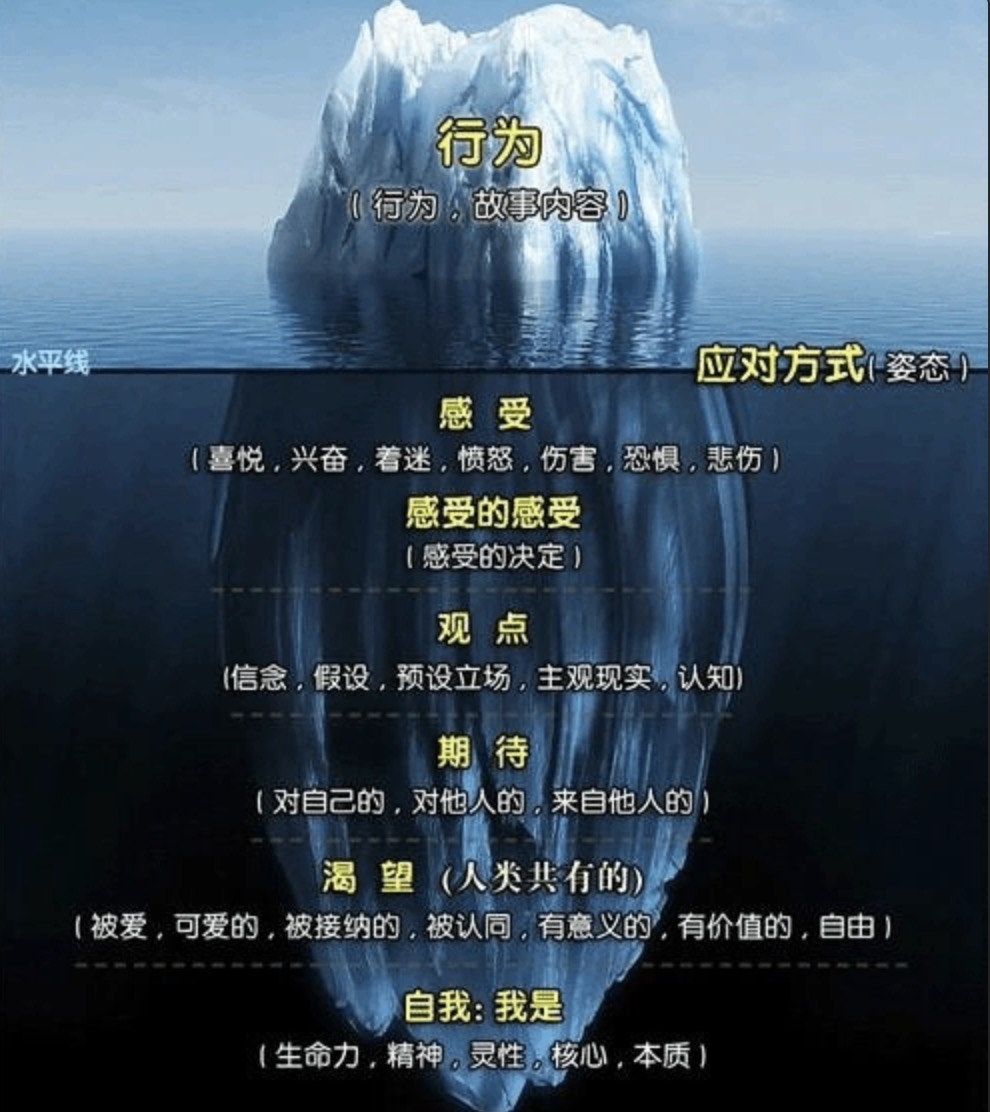 行为
（行为，故事内容）
水平线
应对方式（姿态）
感 受
（喜悦，兴奋，着迷，愤怒，伤害，恐惧，悲伤）
感受的感受
（感受的决定）
观 点
(信念，假设，预设立场，主观现实，认知)
期 待
（对自己的，对他人的，来自他人的）
渴 望 (人类共有的)
（被爱，可爱的，被接纳的，被认同，有意义的，有价值的，自由）
自我: 我是
（生命力，精神，灵性，核心，本质）